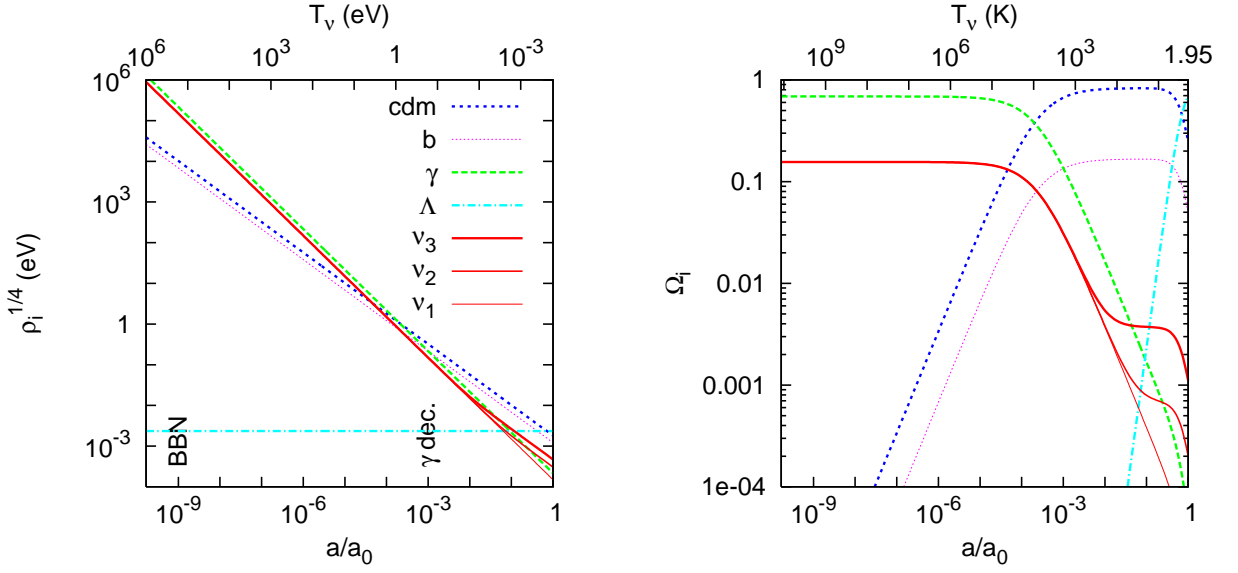 T_ν (eV)
10^6 10^3 1 10^-3
10^6
10^3
1
10^-3
ρ_i^1/4 (eV)
cdm
b
γ
Λ
ν_3
ν_2
ν_1
BBN
γ dec.
10^-9 10^-6 10^-3 1
a/a_0
T_ν (K)
10^9 10^6 10^3 1.95
1
0.1
0.01
0.001
1e-04
Ω_i
10^-9 10^-6 10^-3 1
a/a_0